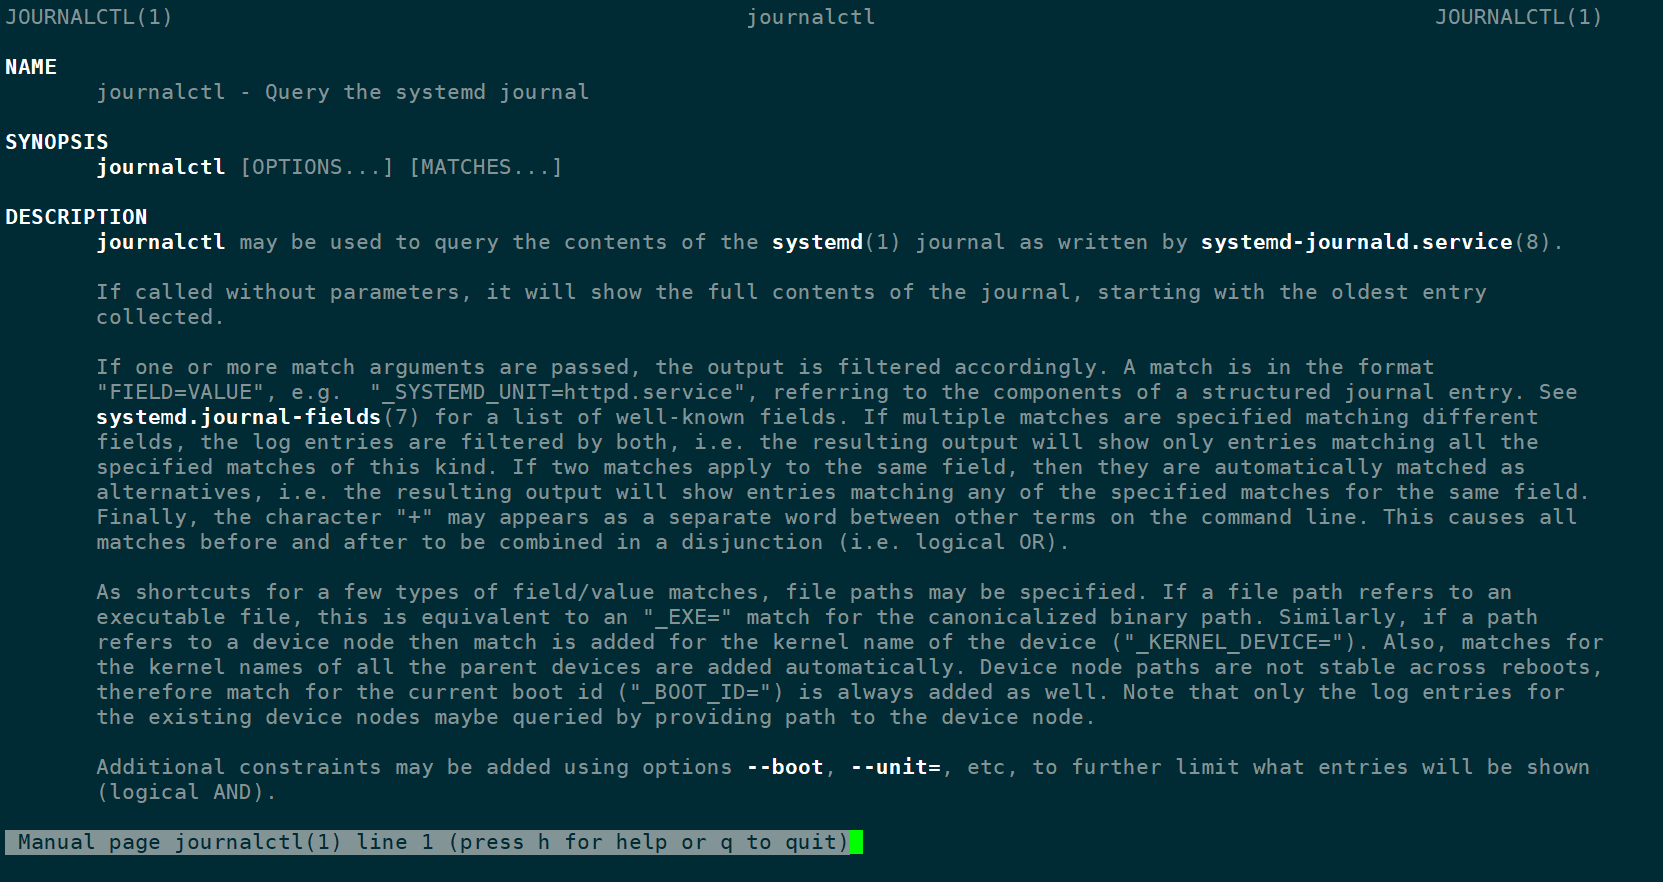 JOURNALCTL(1) journalctl JOURNALCTL(1)
NAME
journalctl - Query the systemd journal
SYNOPSIS
journalctl [OPTIONS...] [MATCHES...]
DESCRIPTION
journalctl may be used to query the contents of the systemd(1) journal as written by systemd-journald.service(8).
If called without parameters, it will show the full contents of the journal, starting with the oldest entry
collected.
If one or more match arguments are passed, the output is filtered accordingly. A match is in the format
"FIELD=VALUE", e.g.  "_SYSTEMD_UNIT=httpd.service", referring to the components of a structured journal entry. See
systemd.journal-fields(7) for a list of well-known fields. If multiple matches are specified matching different
fields, the log entries are filtered by both, i.e. the resulting output will show only entries matching all the
specified matches of this kind. If two matches apply to the same field, then they are automatically matched as
alternatives, i.e. the resulting output will show entries matching any of the specified matches for the same field.
Finally, the character "+" may appears as a separate word between other terms on the command line. This causes all
matches before and after to be combined in a disjunction (i.e. logical OR).
As shortcuts for a few types of field/value matches, file paths may be specified. If a file path refers to an
executable file, this is equivalent to an "_EXE=" match for the canonicalized binary path. Similarly, if a path
refers to a device node then match is added for the kernel name of the device ("_KERNEL_DEVICE="). Also, matches for
the kernel names of all the parent devices are added automatically. Device node paths are not stable across reboots,
therefore match for the current boot id ("_BOOT_ID=") is always added as well. Note that only the log entries for
the existing device nodes maybe queried by providing path to the device node.
Additional constraints may be added using options --boot, --unit=, etc, to further limit what entries will be shown
(logical AND).
Manual page journalctl(1) line 1 (press h for help or q to quit)